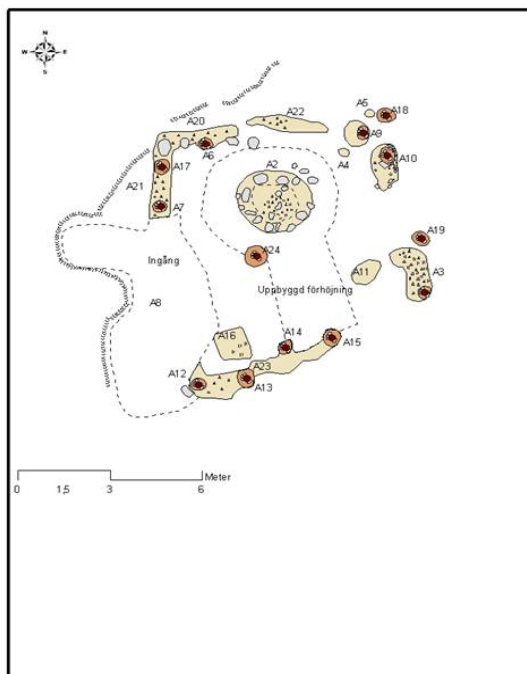 N
W E
S
A5
A18
A20
A22
A9
A6
A4
A10
A17
A2
A21
A7
A19
A24
Ingång
A11
A3
Uppbyggd förhöjning
A8
A14
A16
A15
A12
A23
A13
Meter
0 1,5 3 6